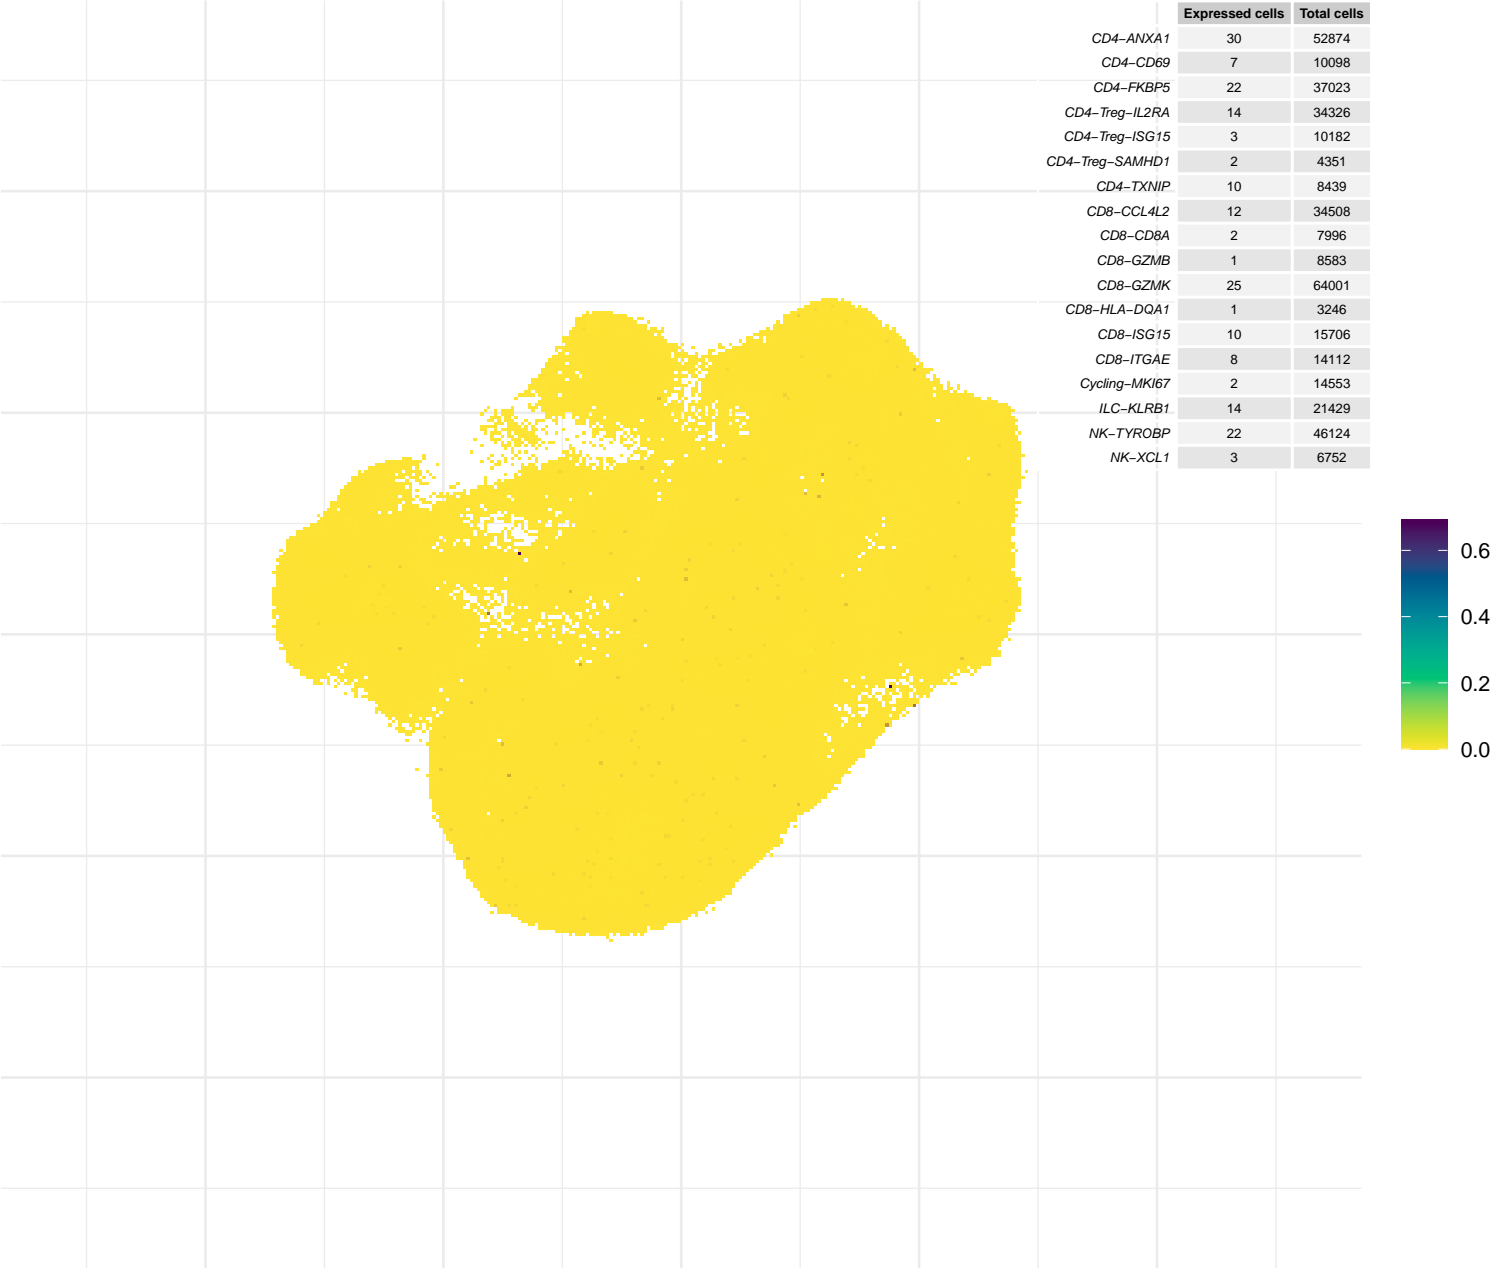 Expressed cells Total cells
CD4−ANXA1 30 52874
CD4−CD69 7 10098
CD4−FKBP5 22 37023
CD4−Treg−IL2RA 14 34326
CD4−Treg−ISG15 3 10182
CD4−Treg−SAMHD1 2 4351
CD4−TXNIP 10 8439
CD8−CCL4L2 12 34508
CD8−CD8A 2 7996
CD8−GZMB 1 8583
CD8−GZMK 25 64001
CD8−HLA−DQA1 1 3246
CD8−ISG15 10 15706
CD8−ITGAE 8 14112
Cycling−MKI67 2 14553
ILC−KLRB1 14 21429
NK−TYROBP 22 46124
NK−XCL1 3 6752
0.6
0.4
0.2
0.0